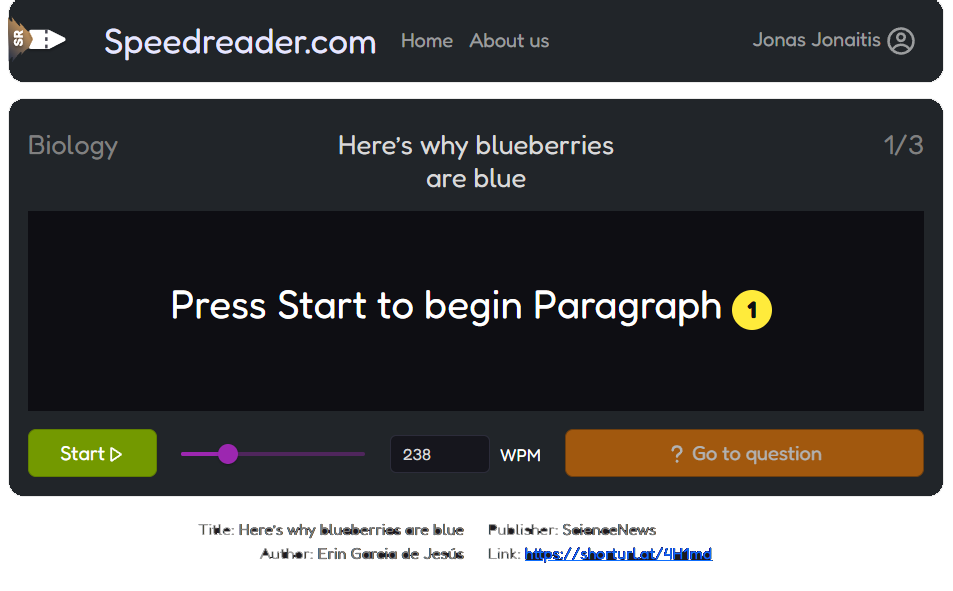 SR
Speedreader.com Home About us Jonas Jonaitis
Biology
Here's why blueberries
are blue
1/3
Press Start to begin Paragraph 1
Start
238 WPM
? Go to question
Title: Here's why blueberries are blue
Publisher: ScienceNews
Author: Erin Garcia de Jesús
Link: https://shorturl.at/